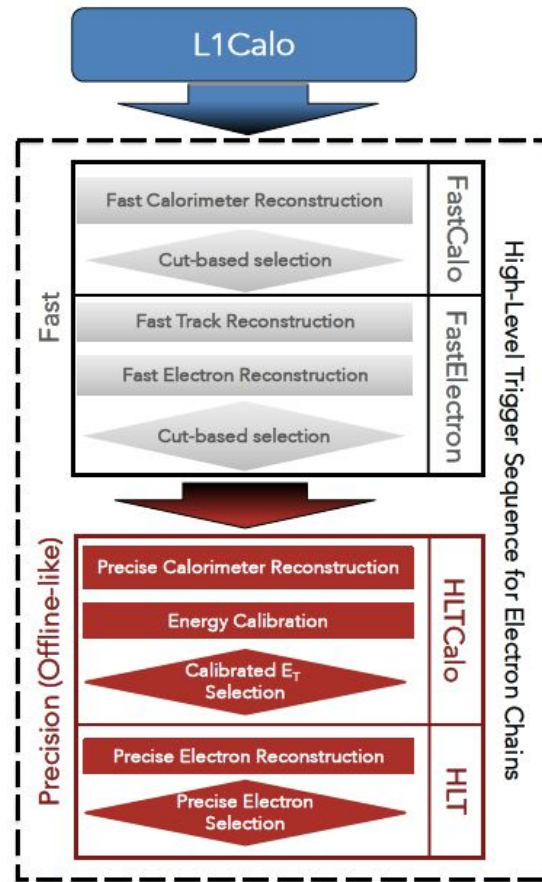 L1Calo
Fast
Fast Calorimeter Reconstruction
Cut-based selection
FastCalo
Fast Track Reconstruction
Fast Electron Reconstruction
Cut-based selection
FastElectron
High-Level Trigger Sequence for Electron Chains
Precision (Offline-like)
Precise Calorimeter Reconstruction
Energy Calibration
Calibrated E_T
Selection
HLTCalo
Precise Electron Reconstruction
Precise Electron
Selection
HLT